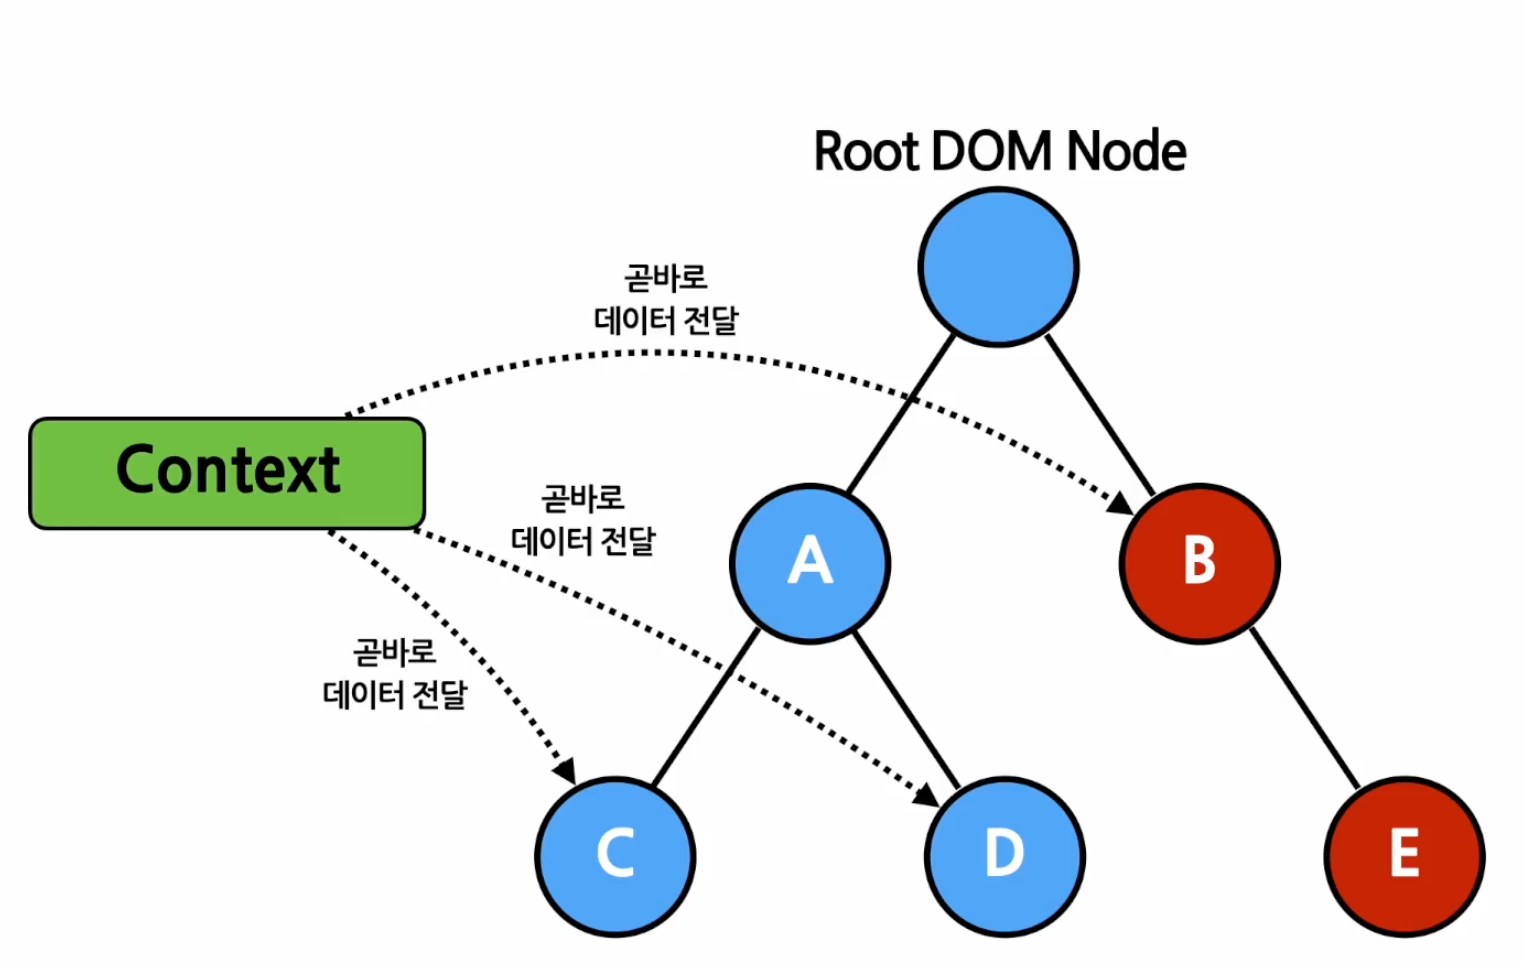 Root DOM Node
곧바로
데이터 전달
Context
곧바로
데이터 전달
A
B
곧바로
데이터 전달
C
D
E